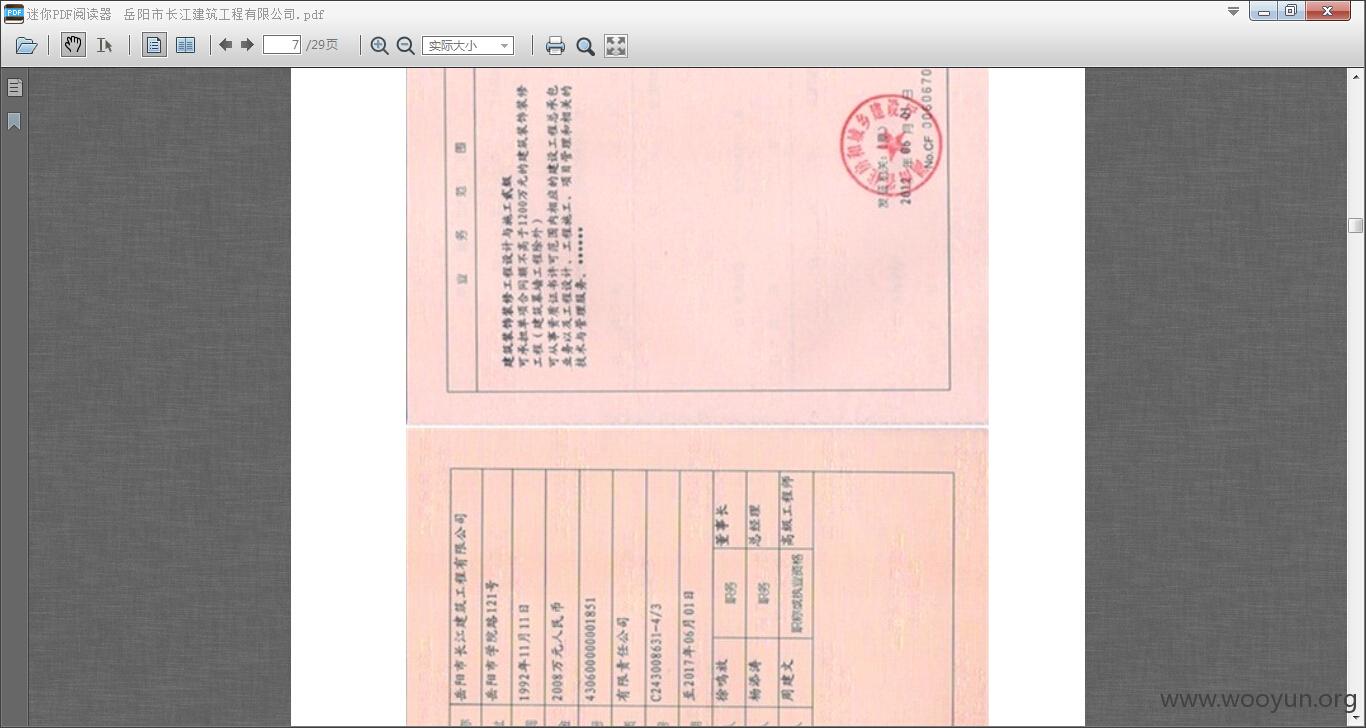 迷你PDF阅读器 岳阳市长江建筑工程有限公司.pdf
7 /29页
实际大小
业务范围
建筑装饰装修工程设计与施工贰级
可承担单项合同额不高于1200万元的建筑装饰装修
工程（建筑幕墙工程除外）
可从事资质证书许可范围内相应的建设工程总承包
业务以及工程设计、工程施工、项目管理和相关的
技术与管理服务。******
发证机关：（章）
2012年06月01日
No.CF 0060670
岳阳市长江建筑工程有限公司
岳阳市学院路121号
1992年11月11日
2008万元人民币
430600000001851
有限责任公司
C243008631-4/3
至2017年06月01日
徐鸣放 职务 董事长
杨添涛 职务 总经理
周建文 职称或执业资格 高级工程师
www.wooyun.org